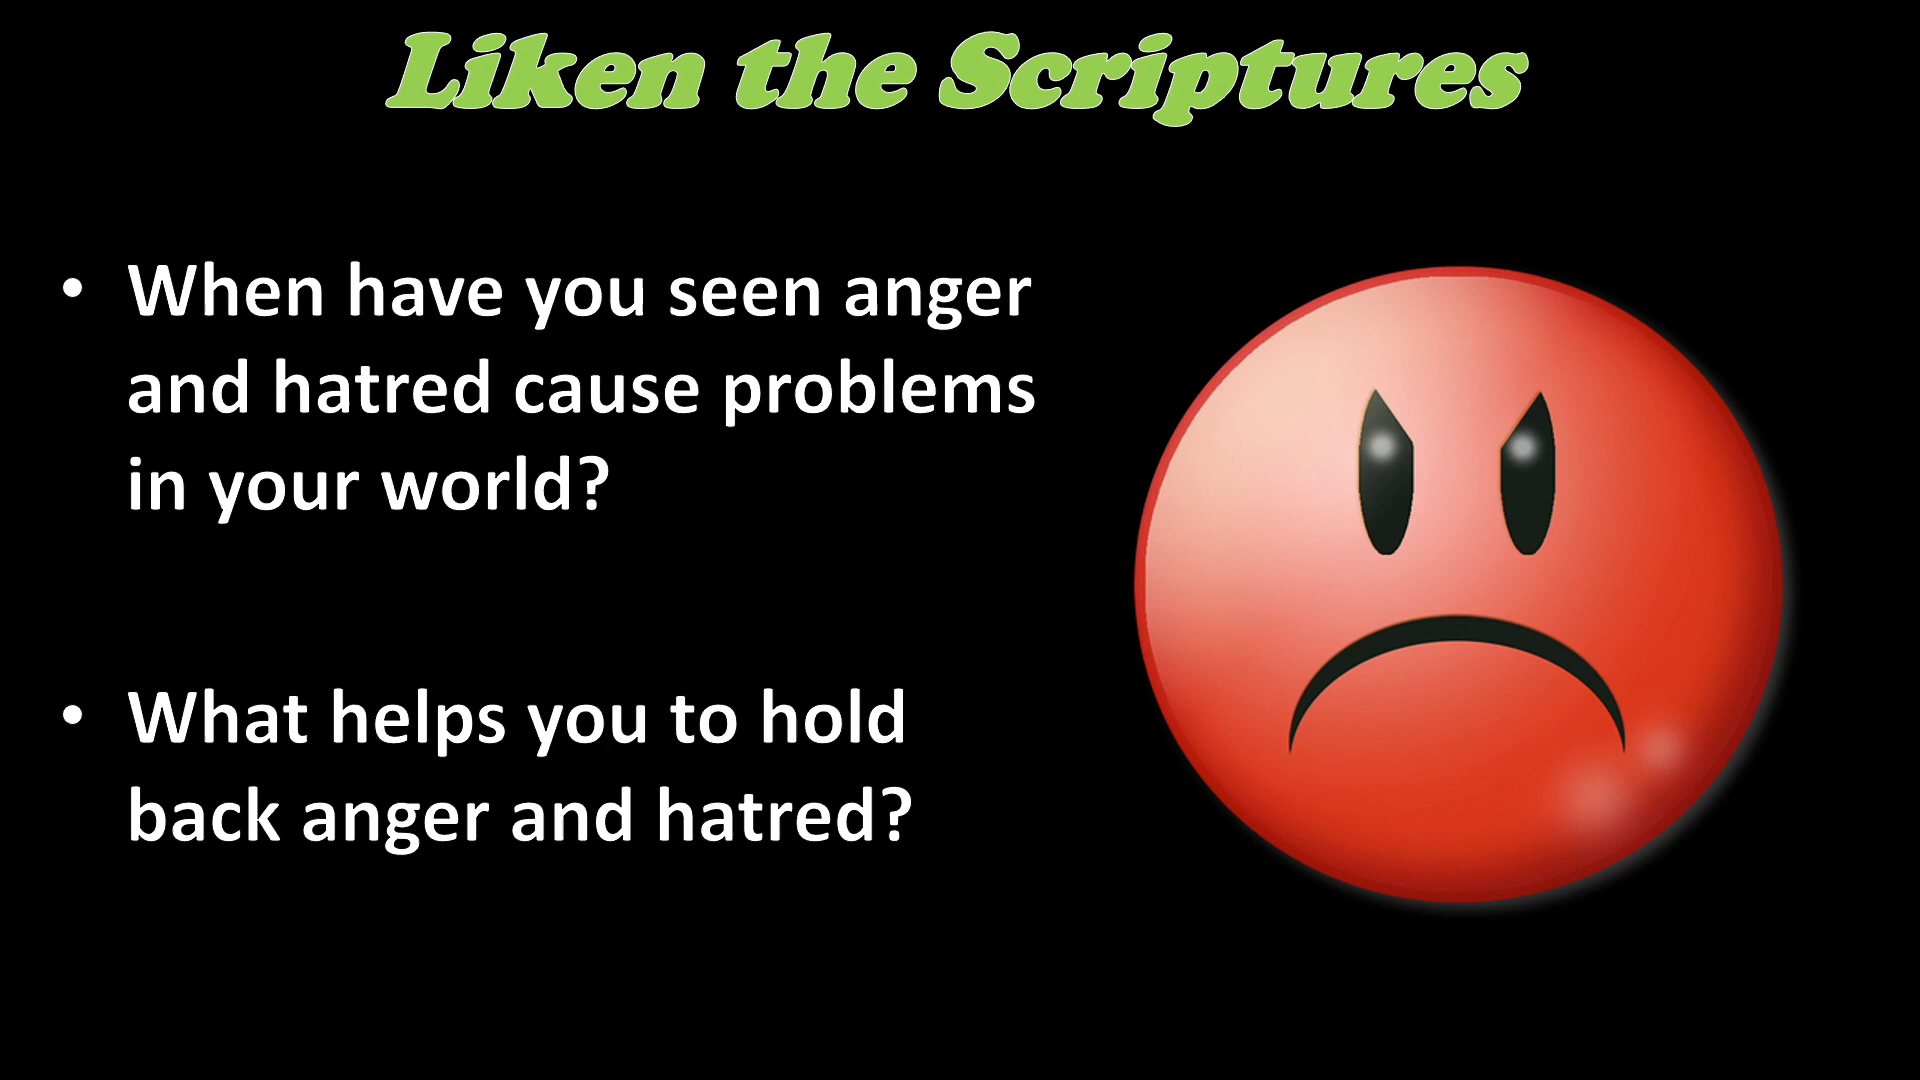 Liken the Scriptures
• When have you seen anger
and hatred cause problems
in your world?
• What helps you to hold
back anger and hatred?